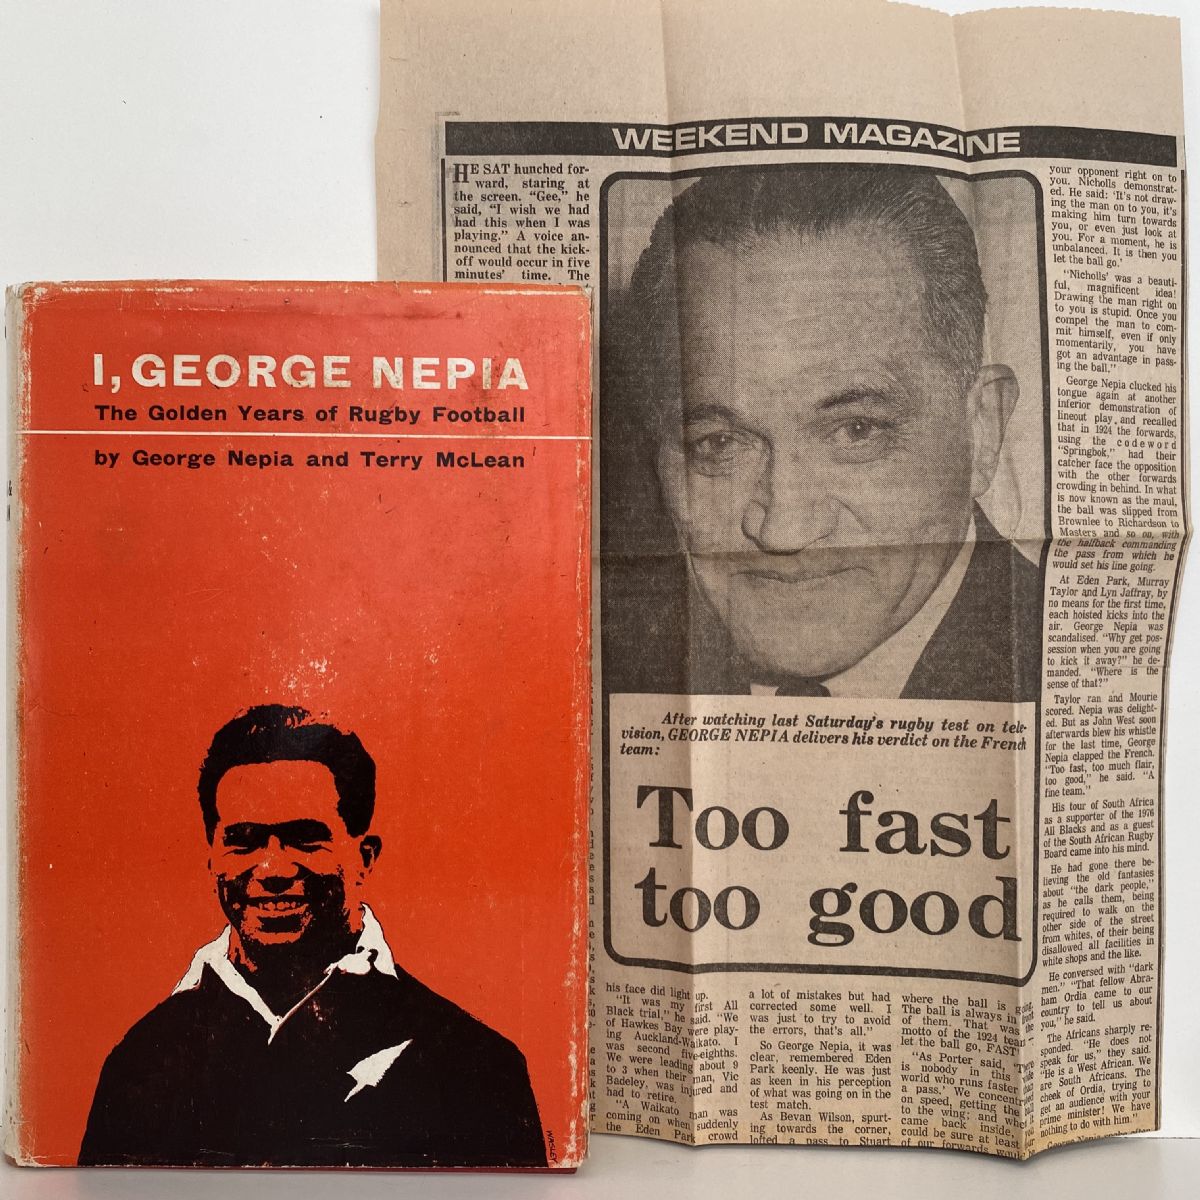 I, GEORGE NEPIA
The Golden Years of Rugby Football
by George Nepia and Terry McLean
WEEKEND MAGAZINE
HE SAT hunched for-
ward, staring at
the screen. "Gee," he
said, "I wish we had
had this when I was
playing." A voice an-
nounced that the kick-
off would occur in five
minutes' time. The
After watching last Saturday's rugby test on tele-
vision, GEORGE NEPIA delivers his verdict on the French
team:
Too fast
too good
his face did light up.
"It was my first All
Black trial," he said. "We
of Hawkes Bay were play-
ing Auckland-Waikato. I
was second five-eighths.
We were leading about 9
to 3 when their man, Vic
Badeley, was injured and
had to retire.
"A Waikato man was
coming on when suddenly
the Eden Park crowd
a lot of mistakes but had
corrected some well. I
was just to try to avoid
the errors, that's all."
So George Nepia, it was
clear, remembered Eden
Park keenly. He was just
as keen in his perception
of what was going on in the
test match.
As Bevan Wilson, spurt-
ing towards the corner,
lofted a pass to Stuart
where the ball is going.
The ball is always in front
of them. That was the
motto of the 1924 team —
let the ball go, FAST
"As Porter said, 'There
is nobody in this
world who runs faster
a pass.' We concentrated
on speed, getting the ball
to the wing; and when
came back inside,
could be sure at least
of our forwards would be
your opponent right on to
you. Nicholls demonstrat-
ed. He said: 'It's not draw-
ing the man on to you, it's
making him turn towards
you, or even just look at
you. For a moment, he is
unbalanced. It is then you
let the ball go.'
"Nicholls' was a beauti-
ful, magnificent idea!
Drawing the man right on
to you is stupid. Once you
compel the man to com-
mit himself, even if only
momentarily, you have
got an advantage in pass-
ing the ball."
George Nepia clucked his
tongue again at another
inferior demonstration of
lineout play, and recalled
that in 1924 the forwards,
using the codeword
"Springbok," had their
catcher face the opposition
with the other forwards
crowding in behind. In what
is now known as the maul,
the ball was slipped from
Brownlee to Richardson to
Masters and so on, with
the halfback commanding
the pass from which he
would set his line going.
At Eden Park, Murray
Taylor and Lyn Jaffray, by
no means for the first time,
each hoisted kicks into the
air. George Nepia was
scandalised. "Why get pos-
session when you are going
to kick it away?" he de-
manded. "Where is the
sense of that?"
Taylor ran and Mourie
scored. Nepia was delight-
ed. But as John West soon
afterwards blew his whistle
for the last time, George
Nepia clapped the French.
"Too fast, too much flair,
too good," he said. "A
fine team."
His tour of South Africa
as a supporter of the 1976
All Blacks and as a guest
of the South African Rugby
Board came into his mind.
He had gone there be-
lieving the old fantasies
about "the dark people,"
as he calls them, being
required to walk on the
other side of the street
from whites, of their being
disallowed all facilities in
white shops and the like.
He conversed with "dark
men." "That fellow Abra-
ham Ordia came to our
country to tell us about
you," he said.
The Africans sharply re-
sponded. "He does not
speak for us," they said.
"He is a West African. We
are South Africans. The
cheek of Ordia, trying to
get an audience with your
prime minister! We have
nothing to do with him."